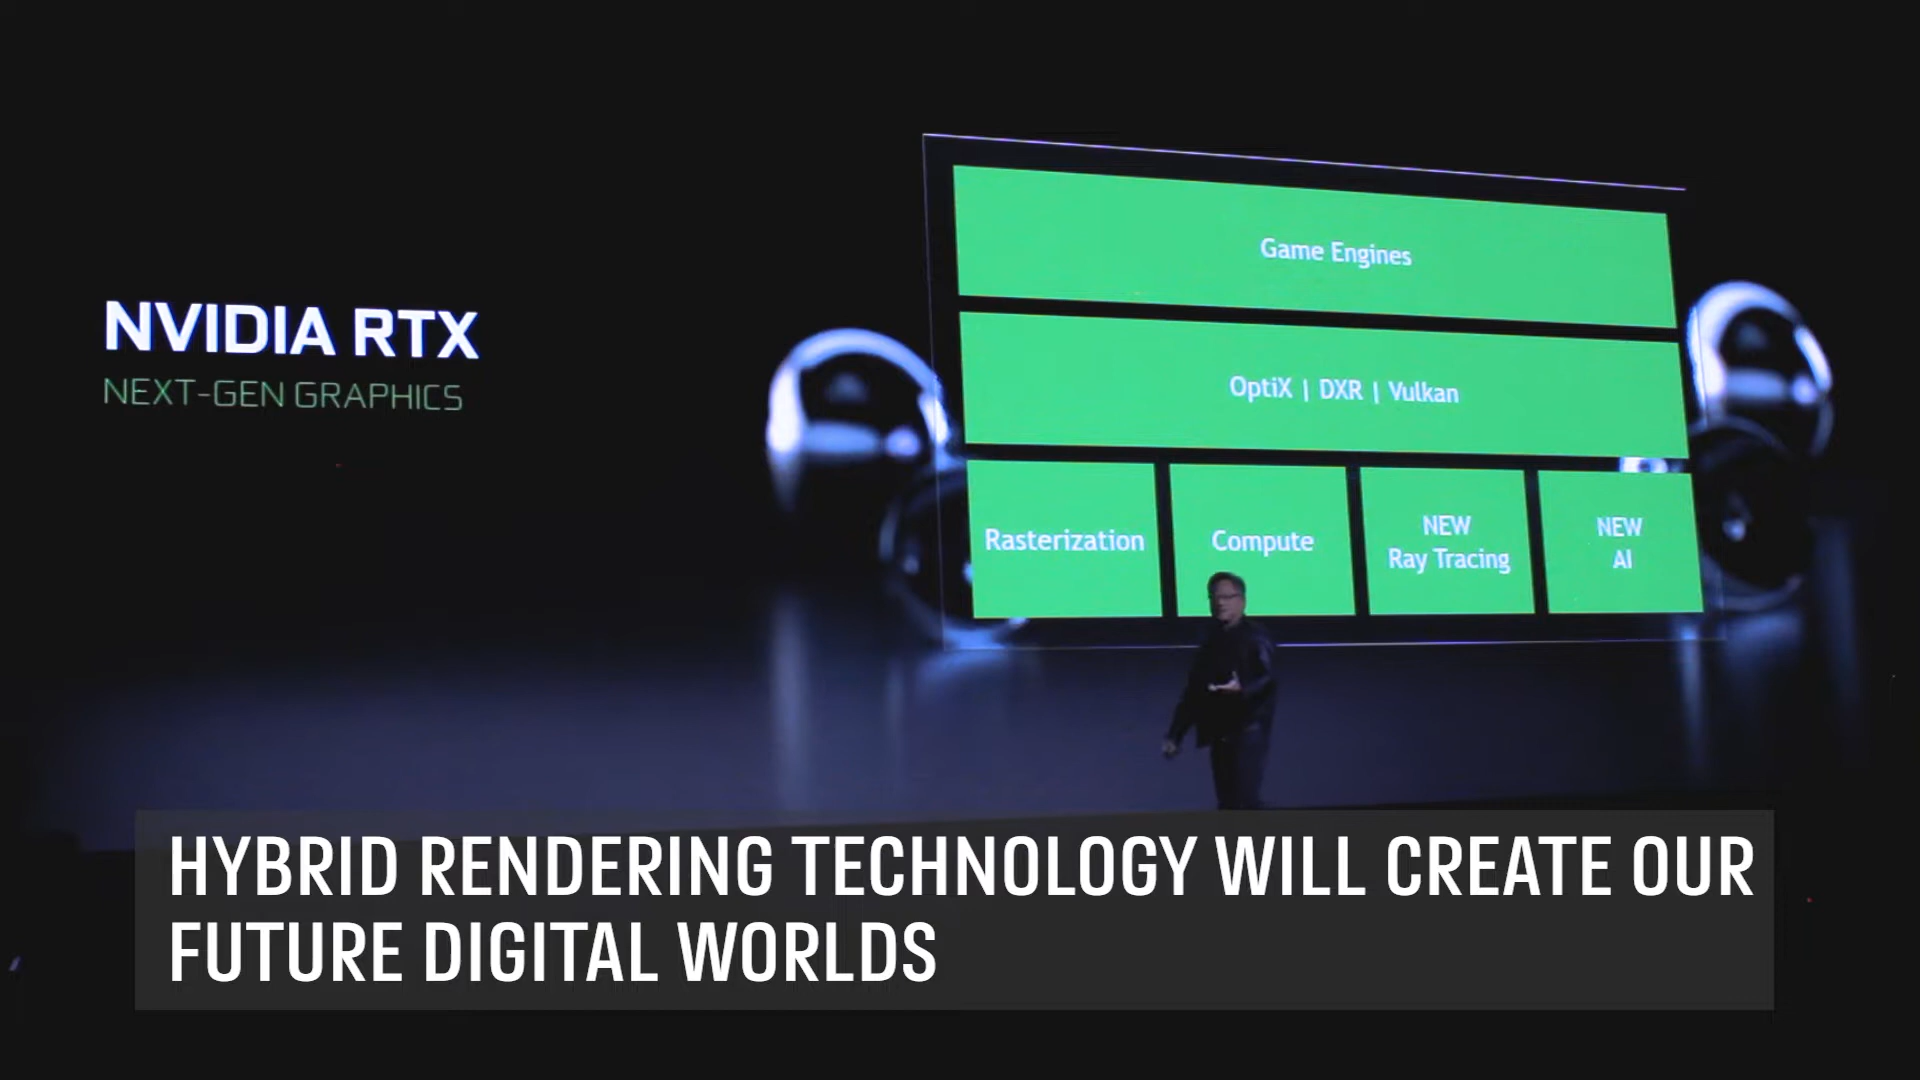 NVIDIA RTX
NEXT-GEN GRAPHICS
Game Engines
OptiX | DXR | Vulkan
Rasterization
Compute
NEW
Ray Tracing
NEW
AI
HYBRID RENDERING TECHNOLOGY WILL CREATE OUR
FUTURE DIGITAL WORLDS